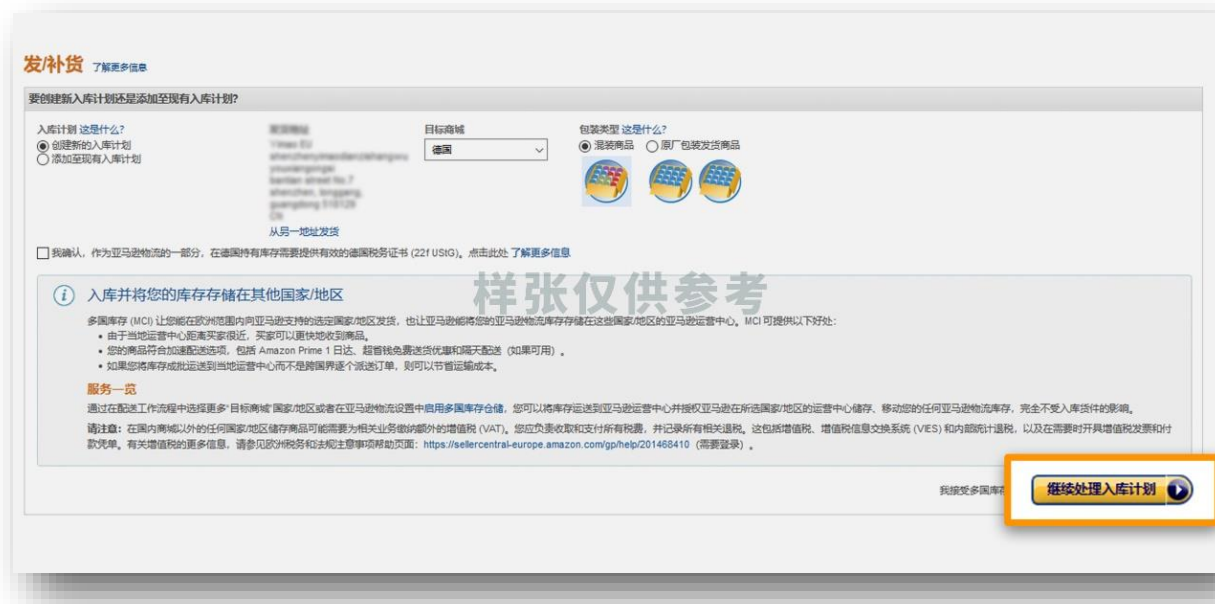 发/补货 了解更多信息
要创建新入库计划还是添加至现有入库计划?
入库计划 这是什么?
创建新的入库计划
添加至现有入库计划
从另一地址发货
目标商城
德国
包装类型 这是什么?
混装商品 原厂包装发货商品
我确认，作为亚马逊物流的一部分，在德国持有库存需要提供有效的德国税务证书 (22f UStG)。点击此处 了解更多信息
样张仅供参考
入库并将您的库存存储在其他国家/地区
多国库存 (MCI) 让您能在欧洲范围内向亚马逊支持的选定国家/地区发货，也让亚马逊能将您的亚马逊物流库存存储在这些国家/地区的亚马逊运营中心。MCI 可提供以下好处:
• 由于当地运营中心距离买家很近，买家可以更快地收到商品。
• 您的商品符合加速配送选项，包括 Amazon Prime 1 日达、超省钱免费送货优惠和隔天配送（如果可用）。
• 如果您将库存成批运送到当地运营中心而不是跨国界逐个派送订单，则可以节省运输成本。
服务一览
通过在配送工作流程中选择更多“目标商城”国家/地区或者在亚马逊物流设置中启用多国库存仓储，您可以将库存运送到亚马逊运营中心并授权亚马逊在所选国家/地区的运营中心储存、移动您的任何亚马逊物流库存，完全不受入库货件的影响。
请注意：在国内商城以外的任何国家/地区储存商品可能需要为相关业务缴纳额外的增值税 (VAT)。您应负责收取和支付所有税费，并记录所有相关退税。这包括增值税、增值税信息交换系统 (VIES) 和内部统计退税，以及在需要时开具增值税发票和付
款凭单。有关增值税的更多信息，请参见欧洲税务和法规注意事项帮助页面：https://sellercentral-europe.amazon.com/gp/help/201468410（需要登录）。
我接受多国库存
继续处理入库计划